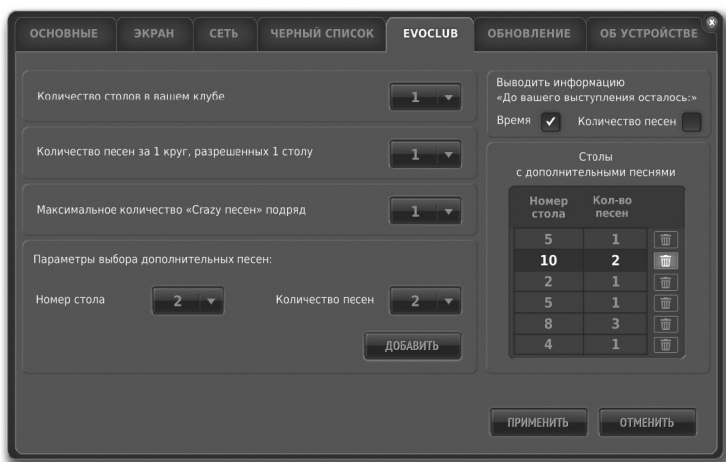 ОСНОВНЫЕ ЭКРАН СЕТЬ ЧЕРНЫЙ СПИСОК EVOCLUB ОБНОВЛЕНИЕ ОБ УСТРОЙСТВЕ
Количество столов в вашем клубе 1
Количество песен за 1 круг, разрешенных 1 столу 1
Максимальное количество «Crazy песен» подряд 1
Параметры выбора дополнительных песен:
Номер стола 2 Количество песен 2
ДОБАВИТЬ
Выводить информацию
«До вашего выступления осталось:»
Время Количество песен
Столы
с дополнительными песнями
Номер стола Кол-во песен
5 1
10 2
2 1
5 1
8 3
4 1
ПРИМЕНИТЬ ОТМЕНИТЬ